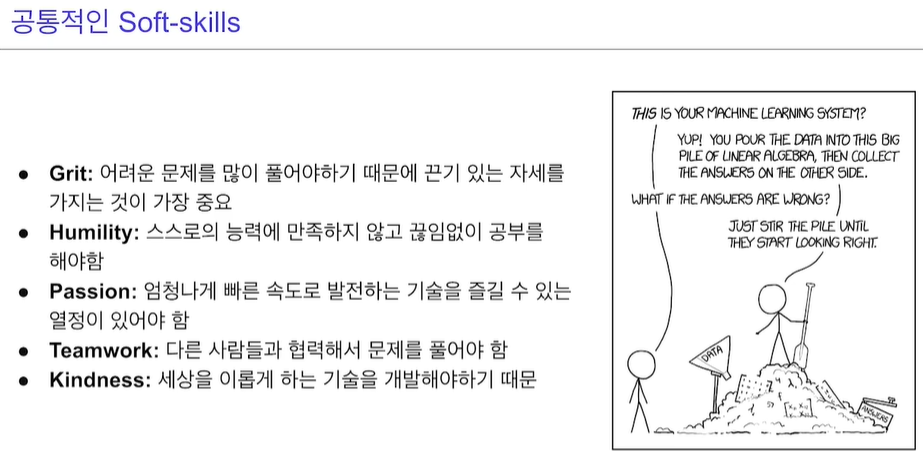 공통적인 Soft-skills
● Grit: 어려운 문제를 많이 풀어야하기 때문에 끈기 있는 자세를
가지는 것이 가장 중요
● Humility: 스스로의 능력에 만족하지 않고 끊임없이 공부를
해야함
● Passion: 엄청나게 빠른 속도로 발전하는 기술을 즐길 수 있는
열정이 있어야 함
● Teamwork: 다른 사람들과 협력해서 문제를 풀어야 함
● Kindness: 세상을 이롭게 하는 기술을 개발해야하기 때문
THIS IS YOUR MACHINE LEARNING SYSTEM?
YUP! YOU POUR THE DATA INTO THIS BIG
PILE OF LINEAR ALGEBRA, THEN COLLECT
THE ANSWERS ON THE OTHER SIDE.
WHAT IF THE ANSWERS ARE WRONG?
JUST STIR THE PILE UNTIL
THEY START LOOKING RIGHT.
DATA
ANSWERS